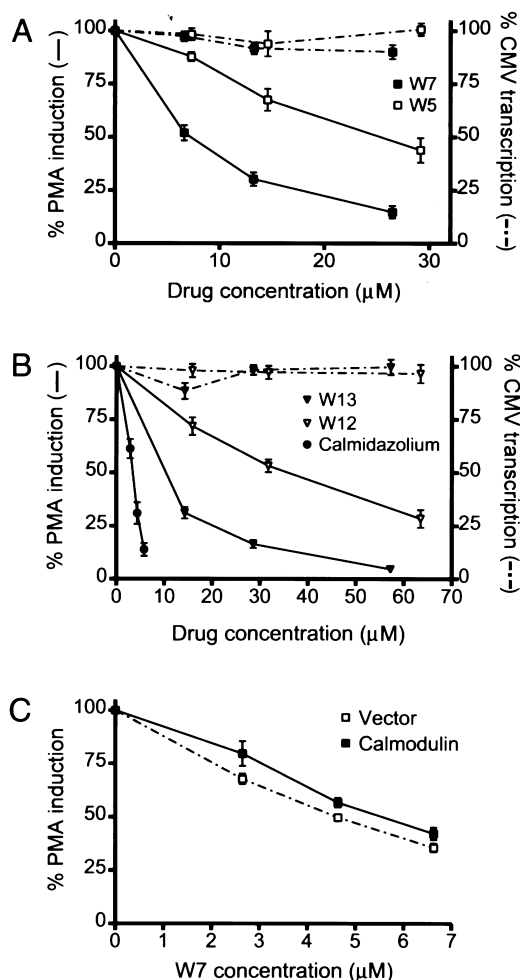 A
% PMA induction (—)
100
75
50
25
0
100
75
50
25
0
% CMV transcription (-·-)
W7
W5
0
10
20
30
Drug concentration (μM)
B
% PMA induction (—)
100
75
50
25
0
100
75
50
25
0
% CMV transcription (-·-)
W13
W12
Calmidazolium
0
10
20
30
40
50
60
70
Drug concentration (μM)
C
% PMA induction
100
75
50
25
0
Vector
Calmodulin
0
1
2
3
4
5
6
7
W7 concentration (μM)